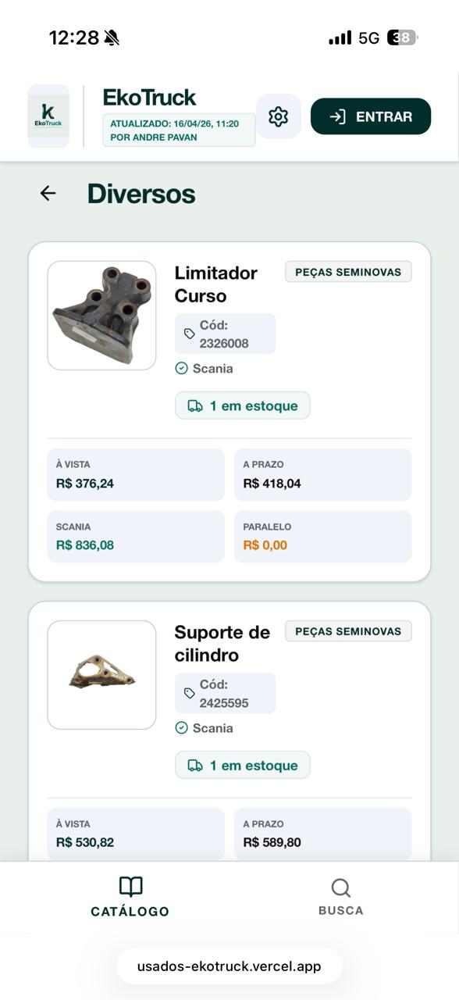 12:28
5G 38
EkoTruck
EkoTruck
ATUALIZADO: 16/04/26, 11:20
POR ANDRE PAVAN
ENTRAR
Diversos
Limitador
Curso
PEÇAS SEMINOVAS
Cód:
2326008
Scania
1 em estoque
À VISTA
R$ 376,24
A PRAZO
R$ 418,04
SCANIA
R$ 836,08
PARALELO
R$ 0,00
Suporte de
cilindro
PEÇAS SEMINOVAS
Cód:
2425595
Scania
1 em estoque
À VISTA
R$ 530,82
A PRAZO
R$ 589,80
CATÁLOGO
BUSCA
usados-ekotruck.vercel.app